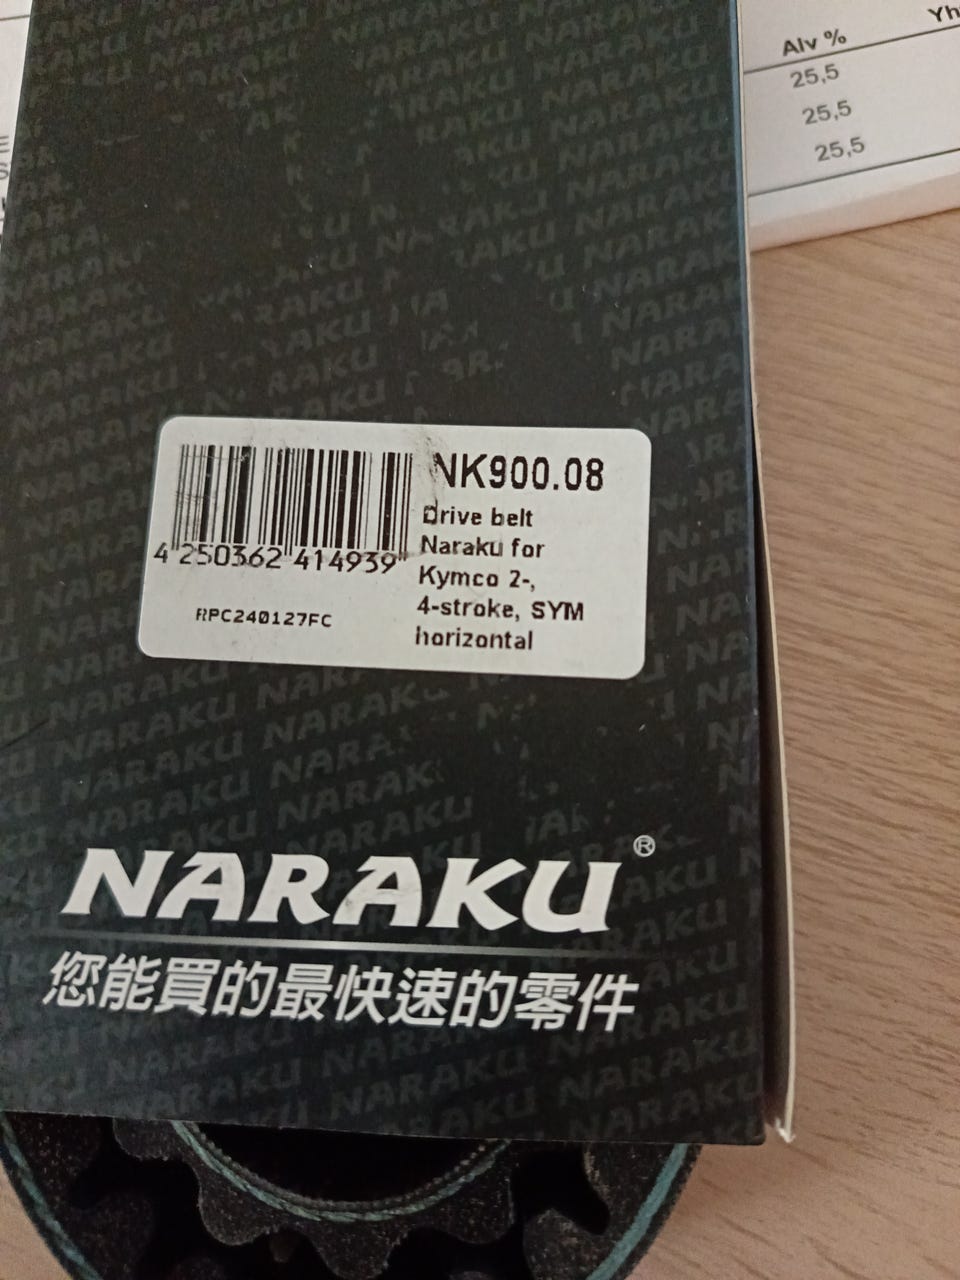 Alv %
25,5
25,5
25,5
NK900.08
Drive belt
Naraku for
Kymco 2-,
4-stroke, SYM
horizontal
4 250362 414939
RPC240127FC
NARAKU®
您能買的最快速的零件